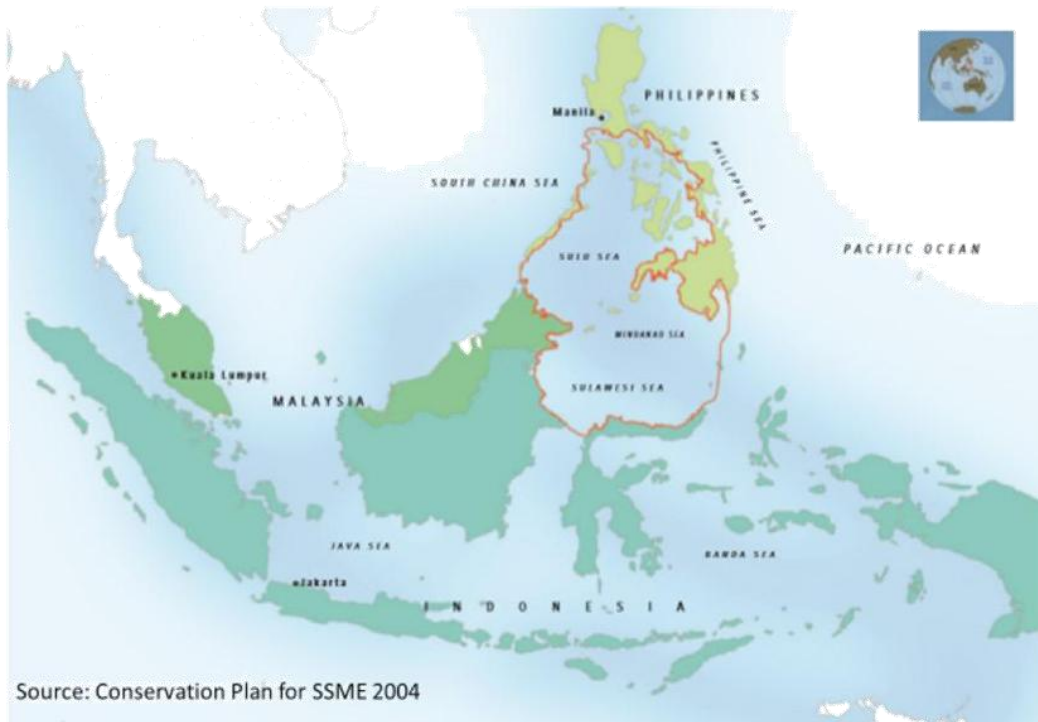 PHILIPPINES
Manila
PHILIPPINE SEA
SOUTH CHINA SEA
PACIFIC OCEAN
SULU SEA
MINDANAO SEA
Kuala Lumpur
SULAWESI SEA
MALAYSIA
JAVA SEA
BANDA SEA
Jakarta
INDONESIA
Source: Conservation Plan for SSME 2004